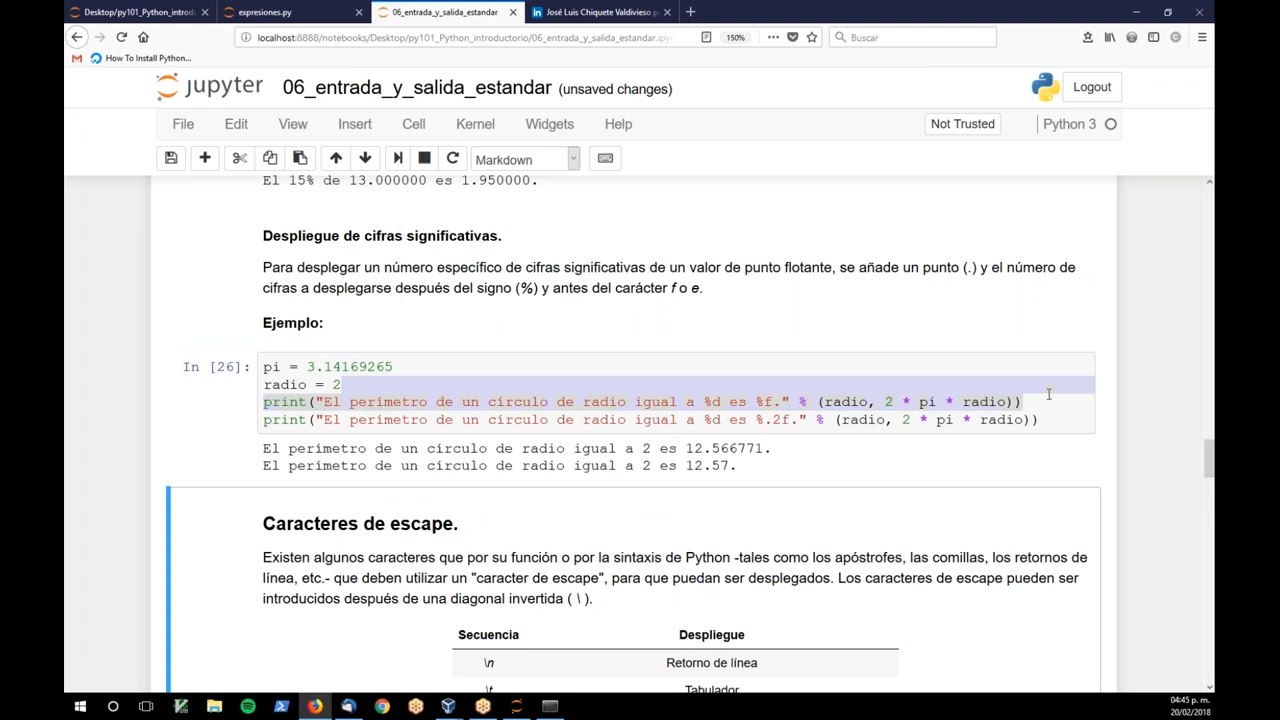 Desktop/py101_Python_introdu
expresiones.py
06_entrada_y_salida_estandar
José Luis Chiquete Valdivieso p
localhost:8888/notebooks/Desktop/py101_Python_introductorio/06_entrada_y_salida_estandar.ipyn
150%
Buscar
How To Install Python...
jupyter
06_entrada_y_salida_estandar (unsaved changes)
Logout
File Edit View Insert Cell Kernel Widgets Help
Not Trusted
Python 3
Markdown
El 15% de 13.000000 es 1.950000.
Despliegue de cifras significativas.
Para desplegar un número específico de cifras significativas de un valor de punto flotante, se añade un punto (.) y el número de
cifras a desplegarse después del signo (%) y antes del carácter f o e.
Ejemplo:
In [26]: pi = 3.14169265
radio = 2
print("El perímetro de un círculo de radio igual a %d es %f." % (radio, 2 * pi * radio))
print("El perímetro de un círculo de radio igual a %d es %.2f." % (radio, 2 * pi * radio))
El perímetro de un círculo de radio igual a 2 es 12.566771.
El perímetro de un círculo de radio igual a 2 es 12.57.
Caracteres de escape.
Existen algunos caracteres que por su función o por la sintaxis de Python -tales como los apóstrofes, las comillas, los retornos de
línea, etc.- que deben utilizar un "caracter de escape", para que puedan ser desplegados. Los caracteres de escape pueden ser
introducidos después de una diagonal invertida ( \ ).
Secuencia Despliegue
\n Retorno de línea
\t Tabulador
04:45 p. m.
20/02/2018